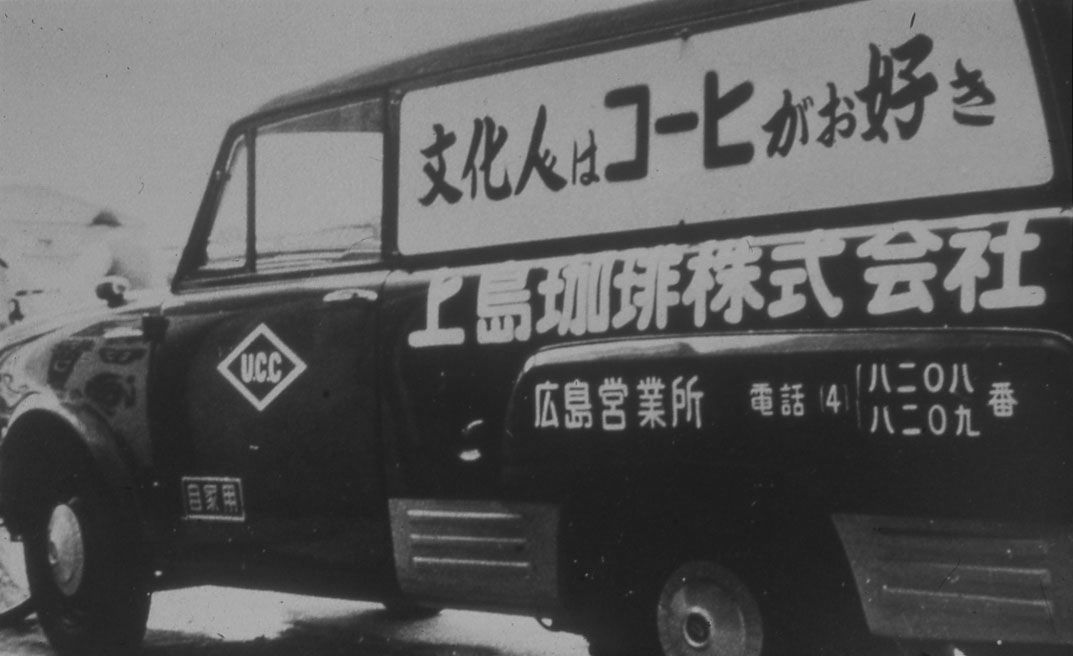 文化人はコーヒがお好き
上島珈琲株式会社
U.C.C
広島営業所 電話(4)八二〇八 八二〇九番
自家用